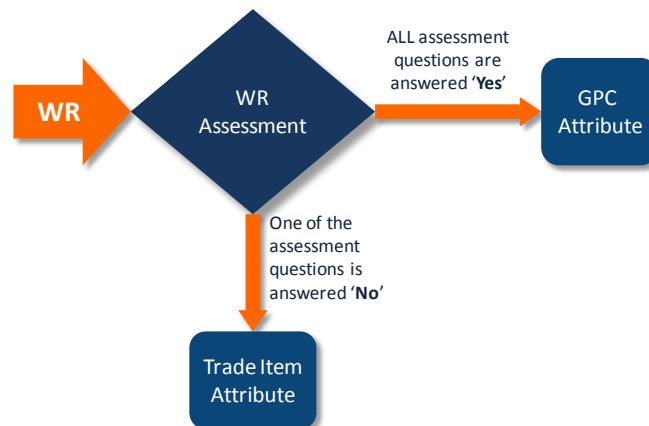 ALL assessment
questions are
answered ‘Yes’
WR
WR
Assessment
GPC
Attribute
One of the
assessment
questions is
answered ‘No’
Trade Item
Attribute